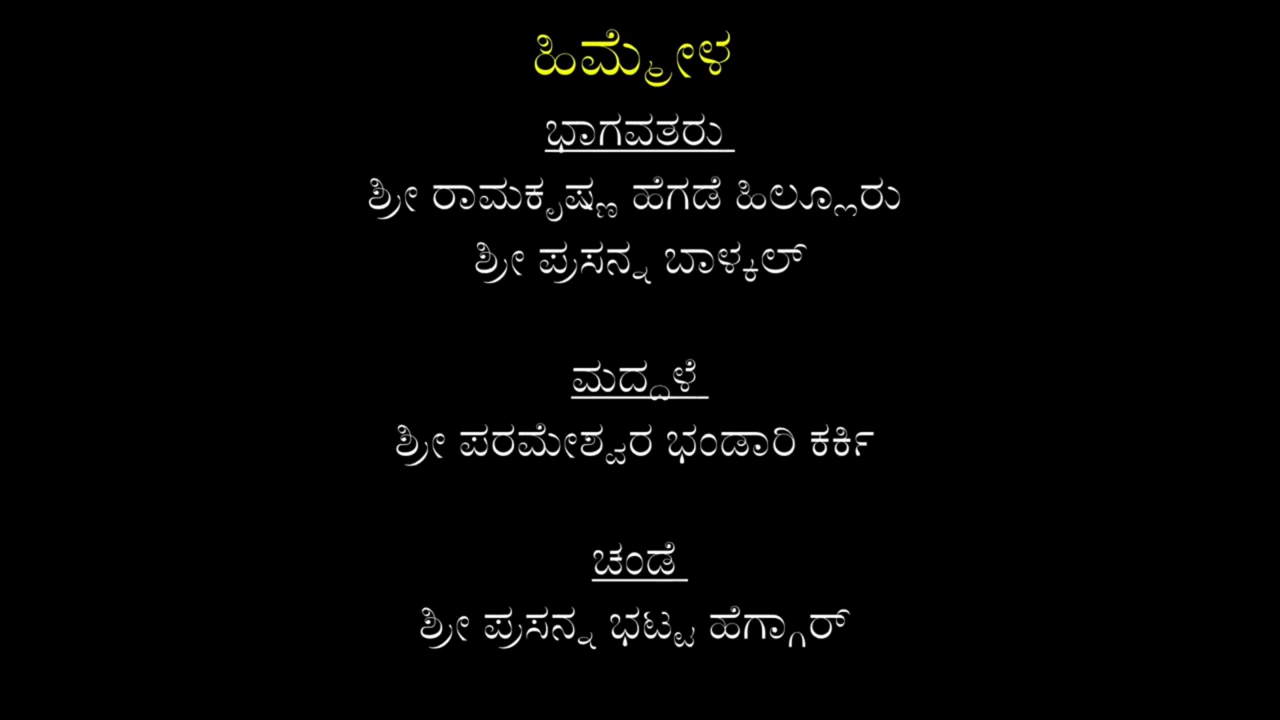 ಹಿಮ್ಮೇಳ
ಭಾಗವತರು
ಶ್ರೀ ರಾಮಕೃಷ್ಣ ಹೆಗಡೆ ಹಿಲ್ಲೂರು
ಶ್ರೀ ಪ್ರಸನ್ನ ಬಾಳ್ಕಲ್
ಮದ್ದಳೆ
ಶ್ರೀ ಪರಮೇಶ್ವರ ಭಂಡಾರಿ ಕರ್ಕಿ
ಚಂಡೆ
ಶ್ರೀ ಪ್ರಸನ್ನ ಭಟ್ಟ ಹೆಗ್ಗಾರ್